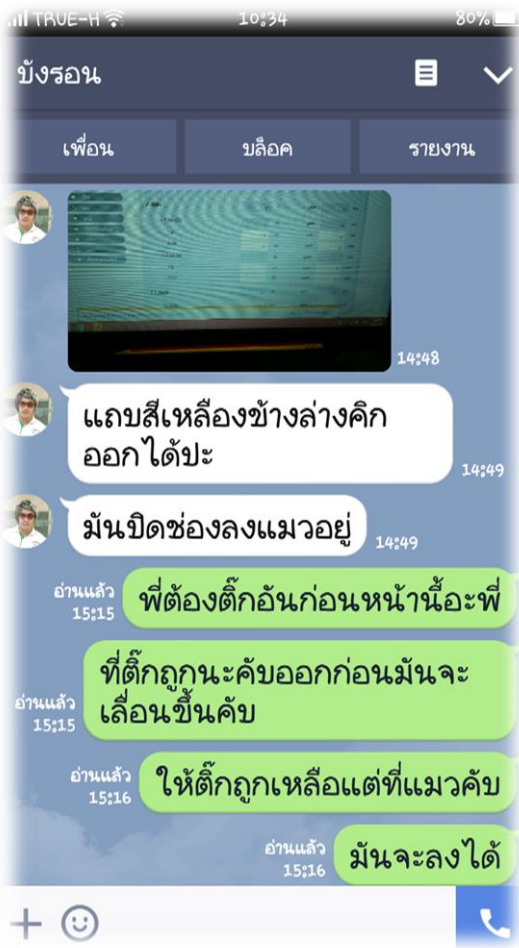 TRUE-H 10:34 80%
บังรอน
เพื่อน บล็อค รายงาน
14:48
แถบสีเหลืองข้างล่างคิก
ออกได้ปะ
14:49
มันปิดช่องลงแมวอยู่
14:49
อ่านแล้ว
15:15
พี่ต้องติ๊กอันก่อนหน้านี้อะพี่
ที่ติ๊กถูกนะคับออกก่อนมันจะ
เลื่อนขึ้นคับ
อ่านแล้ว
15:15
อ่านแล้ว
15:16
ให้ติ๊กถูกเหลือแต่ที่แมวคับ
อ่านแล้ว
15:16
มันจะลงได้